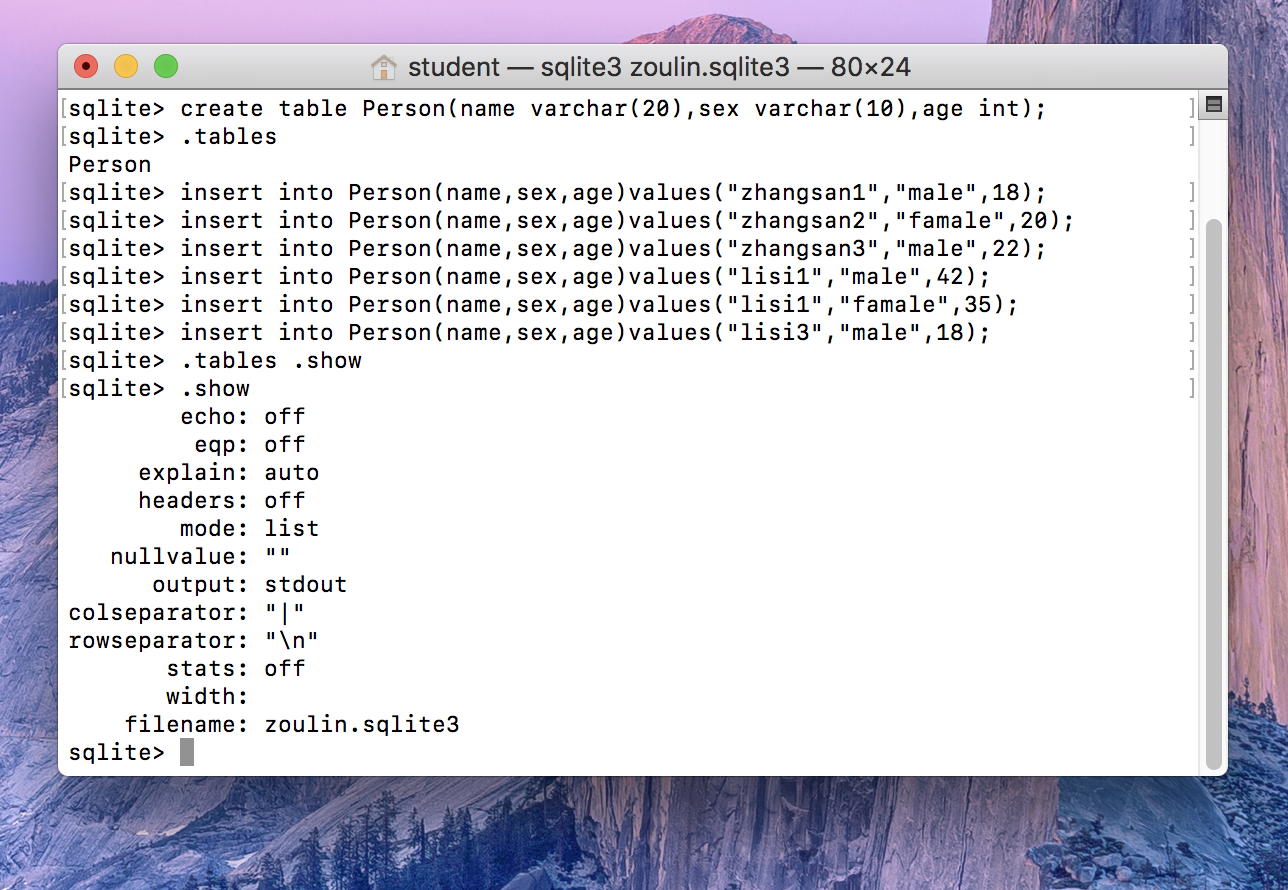 student — sqlite3 zoulin.sqlite3 — 80×24
[sqlite> create table Person(name varchar(20),sex varchar(10),age int); ]
[sqlite> .tables ]
Person
[sqlite> insert into Person(name,sex,age)values("zhangsan1","male",18); ]
[sqlite> insert into Person(name,sex,age)values("zhangsan2","famale",20); ]
[sqlite> insert into Person(name,sex,age)values("zhangsan3","male",22); ]
[sqlite> insert into Person(name,sex,age)values("lisi1","male",42); ]
[sqlite> insert into Person(name,sex,age)values("lisi1","famale",35); ]
[sqlite> insert into Person(name,sex,age)values("lisi3","male",18); ]
[sqlite> .tables .show ]
[sqlite> .show ]
echo: off
eqp: off
explain: auto
headers: off
mode: list
nullvalue: ""
output: stdout
colseparator: "|"
rowseparator: "\n"
stats: off
width:
filename: zoulin.sqlite3
sqlite>